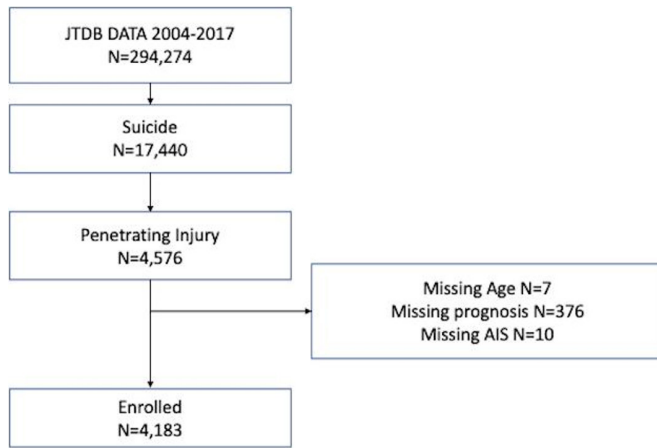 JTDB DATA 2004-2017
N=294,274
Suicide
N=17,440
Penetrating Injury
N=4,576
Missing Age N=7
Missing prognosis N=376
Missing AIS N=10
Enrolled
N=4,183